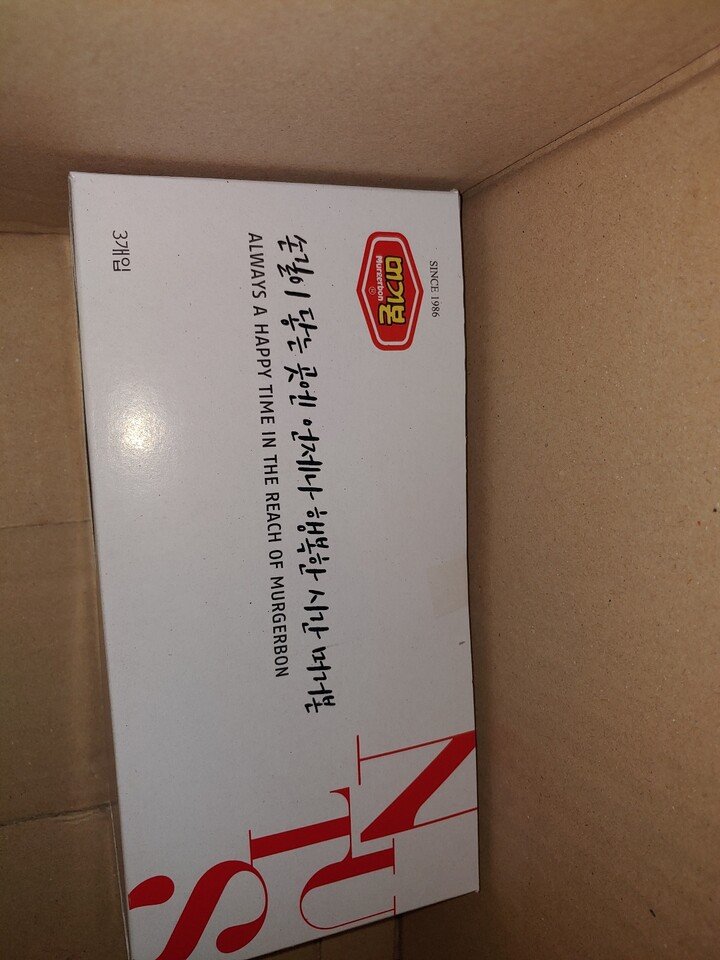 SINCE 1986
머거본
Murgerbon ®
손길이 닿는 곳엔 언제나 행복한 시간 머거본
ALWAYS A HAPPY TIME IN THE REACH OF MURGERBON
3개입
NUTS